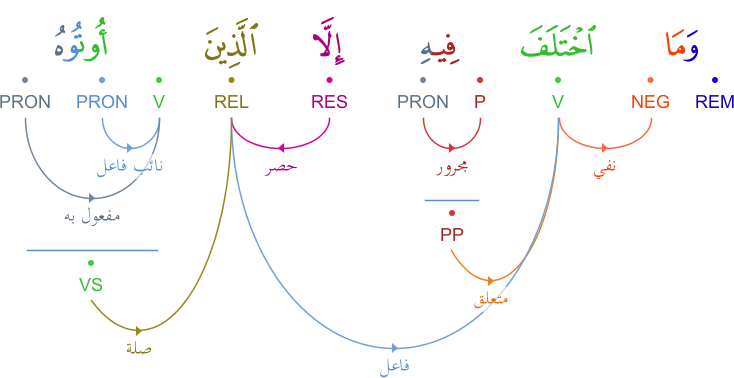 وَمَا ٱخْتَلَفَ فِيهِ إِلَّا ٱلَّذِينَ أُوتُوهُ
REM NEG V P PRON RES REL V PRON PRON
نفي مجرور حصر نائب فاعل
مفعول به
PP
VS
متعلق
صلة
فاعل